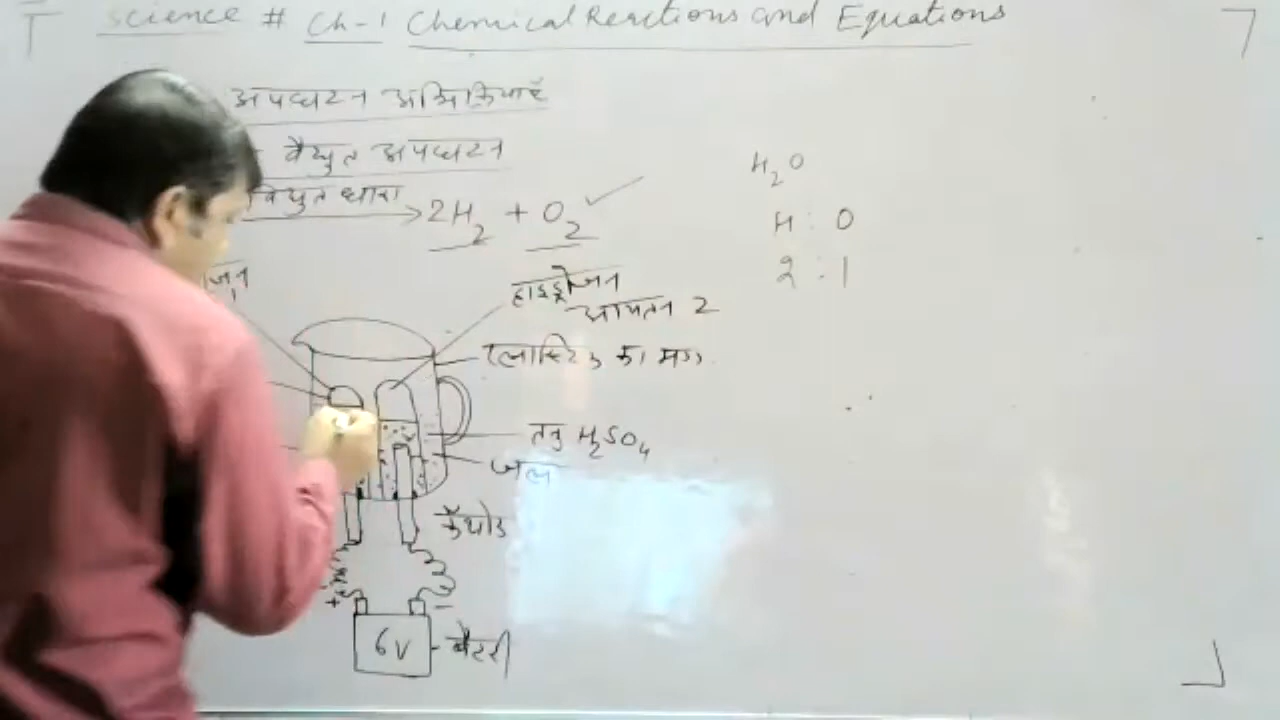 Science # Ch-1 Chemical Reactions and Equations
अपघटन अभिक्रियाएँ
वैद्युत अपघटन
विद्युत धारा
2H₂ + O₂ ✓
H₂O
H : O
2 : 1
जन
हाइड्रोजन
आयतन 2
प्लास्टिक का मग
तनु H₂SO₄
जल
कैथोड
+ −
6V
बैटरी